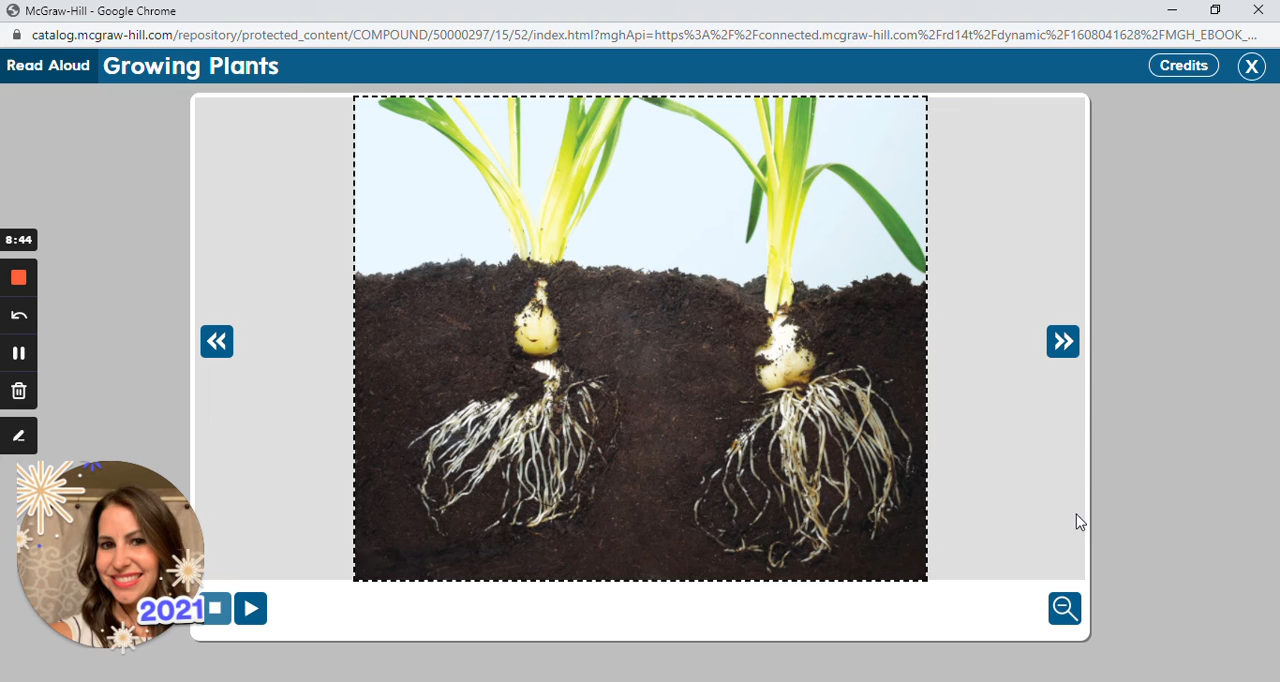 McGraw-Hill - Google Chrome
catalog.mcgraw-hill.com/repository/protected_content/COMPOUND/50000297/15/52/index.html?mghApi=https%3A%2F%2Fconnected.mcgraw-hill.com%2Frd14t%2Fdynamic%2F1608041628%2FMGH_EBOOK_...
Read Aloud Growing Plants Credits X
8:44
2021